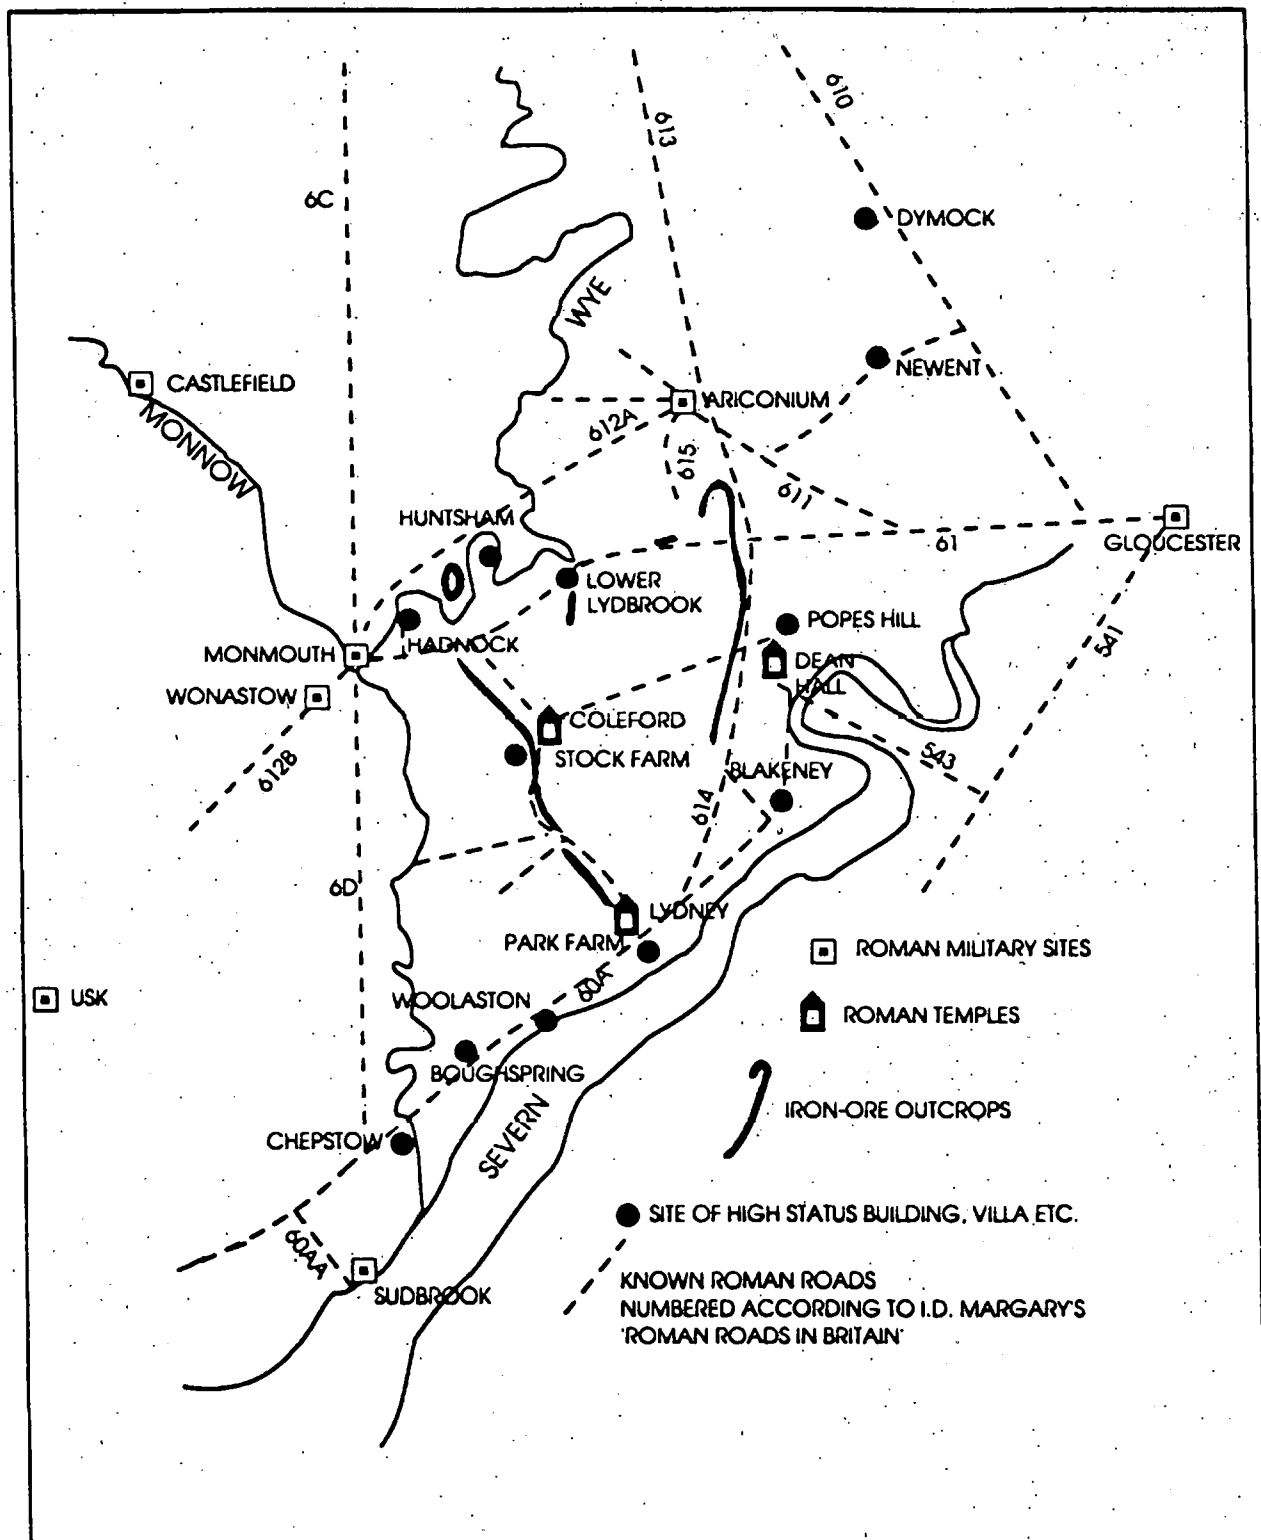 610
613
6C
DYMOCK
WYE
NEWENT
CASTLEFIELD
ARICONIUM
MONNOW
612A
615
611
HUNTSHAM
61
GLOUCESTER
LOWER
LYDBROOK
POPES HILL
HADNOCK
541
MONMOUTH
DEAN
HALL
WONASTOW
COLEFORD
STOCK FARM
543
612B
BLAKENEY
614
6D
LYDNEY
PARK FARM
ROMAN MILITARY SITES
60A
USK
WOOLASTON
ROMAN TEMPLES
BOUGHSPRING
IRON-ORE OUTCROPS
SEVERN
CHEPSTOW
SITE OF HIGH STATUS BUILDING, VILLA ETC.
60AA
SUDBROOK
KNOWN ROMAN ROADS
NUMBERED ACCORDING TO I.D. MARGARY'S
'ROMAN ROADS IN BRITAIN'